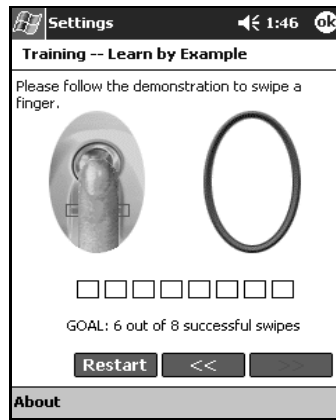 Settings 1:46 ok
Training -- Learn by Example
Please follow the demonstration to swipe a
finger.
GOAL: 6 out of 8 successful swipes
Restart << >>
About